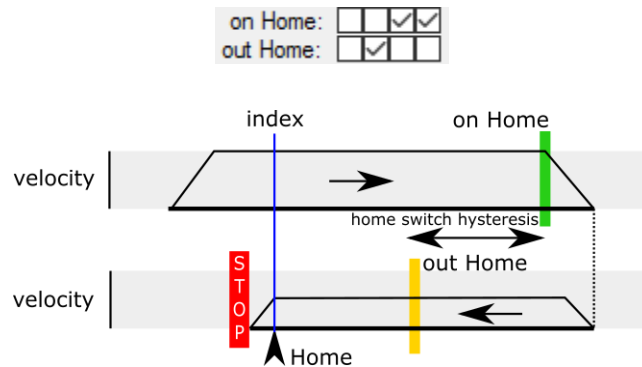 on Home:
out Home:
index
on Home
velocity
home switch hysteresis
out Home
STOP
velocity
Home